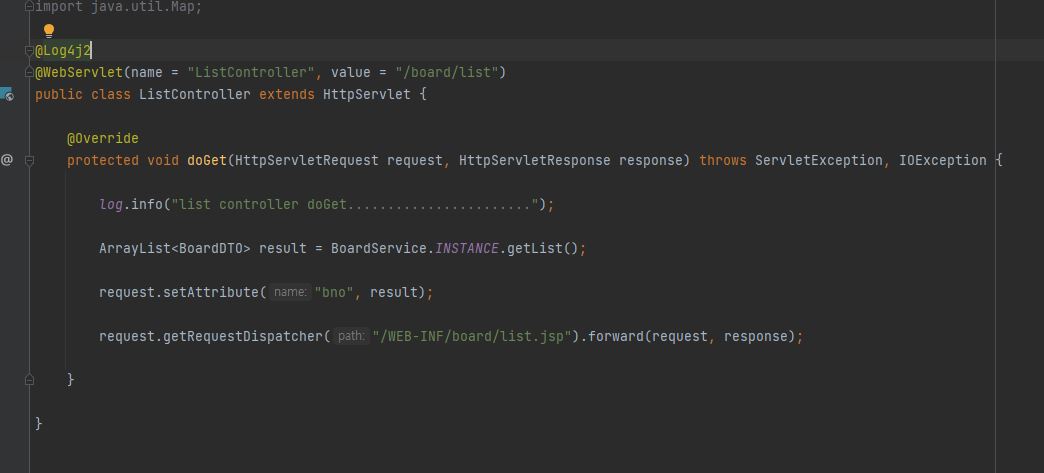 import java.util.Map;
@Log4j2
@WebServlet(name = "ListController", value = "/board/list")
public class ListController extends HttpServlet {
@Override
protected void doGet(HttpServletRequest request, HttpServletResponse response) throws ServletException, IOException {
log.info("list controller doGet.......................");
ArrayList<BoardDTO> result = BoardService.INSTANCE.getList();
request.setAttribute( name: "bno", result);
request.getRequestDispatcher( path: "/WEB-INF/board/list.jsp").forward(request, response);
}
}